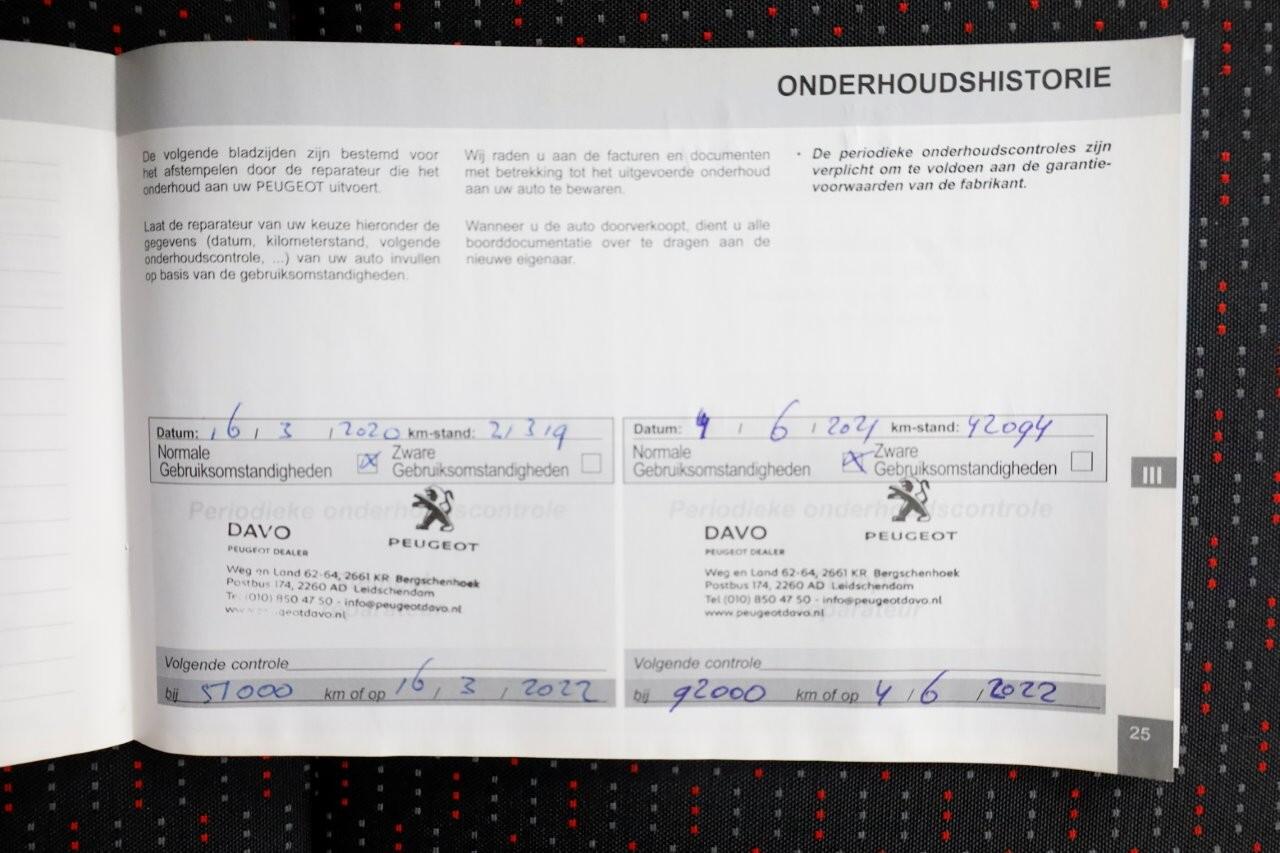 ONDERHOUDSHISTORIE
De volgende bladzijden zijn bestemd voor
het afstempelen door de reparateur die het
onderhoud aan uw PEUGEOT uitvoert.
Laat de reparateur van uw keuze hieronder de
gegevens (datum, kilometerstand, volgende
onderhoudscontrole, ...) van uw auto invullen
op basis van de gebruiksomstandigheden.
Wij raden u aan de facturen en documenten
met betrekking tot het uitgevoerde onderhoud
aan uw auto te bewaren.
Wanneer u de auto doorverkoopt, dient u alle
boorddocumentatie over te dragen aan de
nieuwe eigenaar.
• De periodieke onderhoudscontroles zijn
verplicht om te voldoen aan de garantie-
voorwaarden van de fabrikant.
Datum: 16 / 3 / 2020 km-stand: 21319
Normale Gebruiksomstandigheden X
Zware Gebruiksomstandigheden
Periodieke onderhoudscontrole
DAVO
PEUGEOT DEALER
PEUGEOT
Weg en Land 62-64, 2661 KR Bergschenhoek
Postbus 174, 2260 AD Leidschendam
(010) 850 47 50 - info@peugeotdavo.nl
Volgende controle
bij 51000 km of op 16 / 3 / 2022
Datum: 4 / 6 / 2021 km-stand: 42094
Normale Gebruiksomstandigheden X
Zware Gebruiksomstandigheden
Periodieke onderhoudscontrole
DAVO
PEUGEOT DEALER
PEUGEOT
Weg en Land 62-64, 2661 KR Bergschenhoek
Postbus 174, 2260 AD Leidschendam
Tel (010) 850 47 50 - info@peugeotdavo.nl
www.peugeotdavo.nl
Volgende controle
bij 92000 km of op 4 / 6 / 2022
III
25